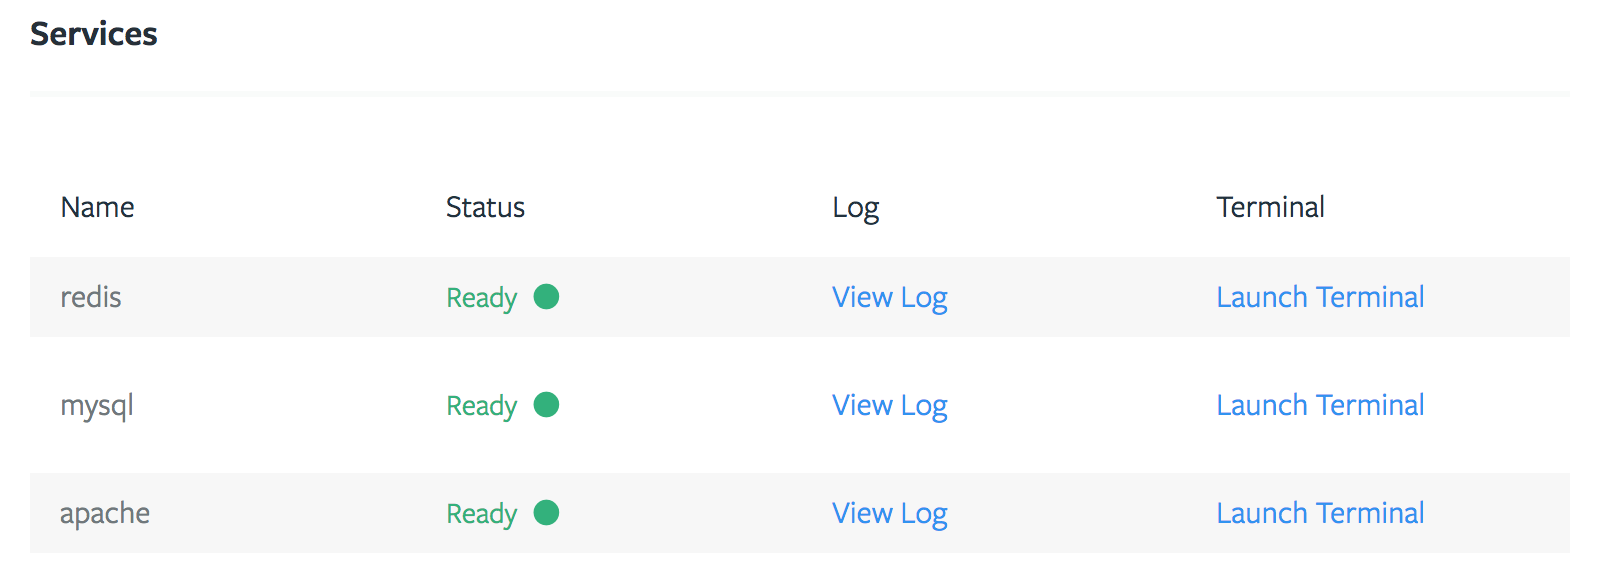 Services
Name Status Log Terminal
redis Ready View Log Launch Terminal
mysql Ready View Log Launch Terminal
apache Ready View Log Launch Terminal